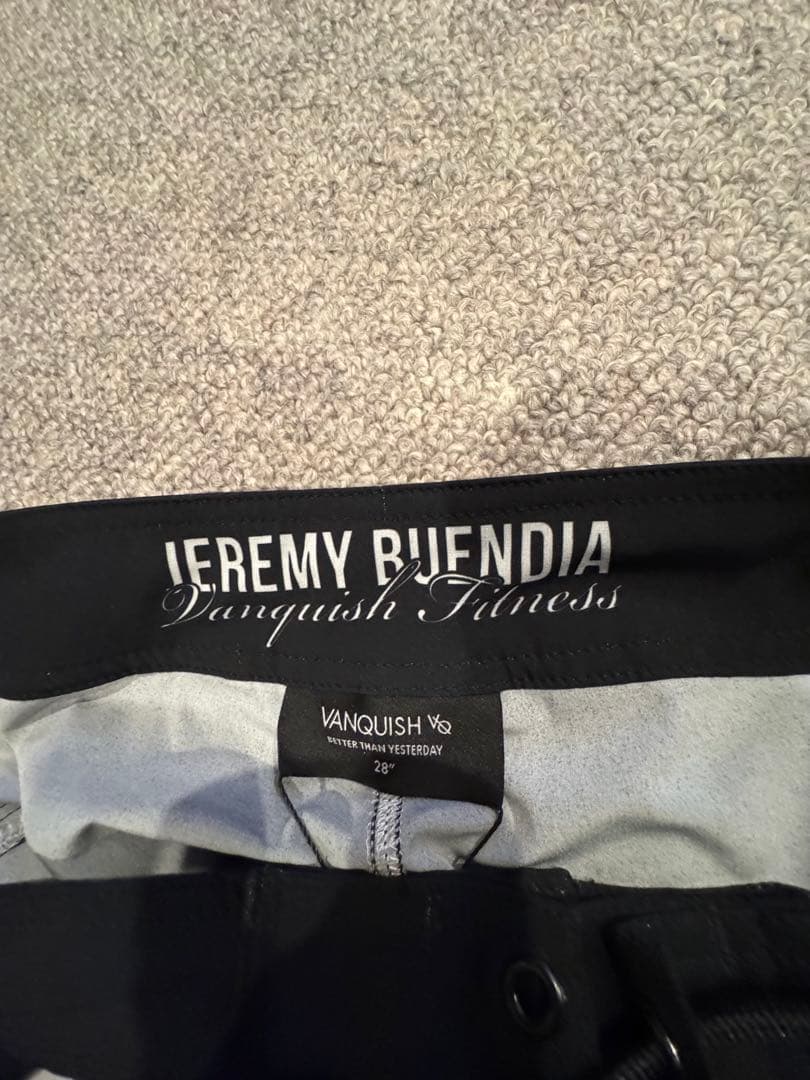 JEREMY BUENDIA
Vanquish Fitness
VANQUISH VQ
BETTER THAN YESTERDAY
28"